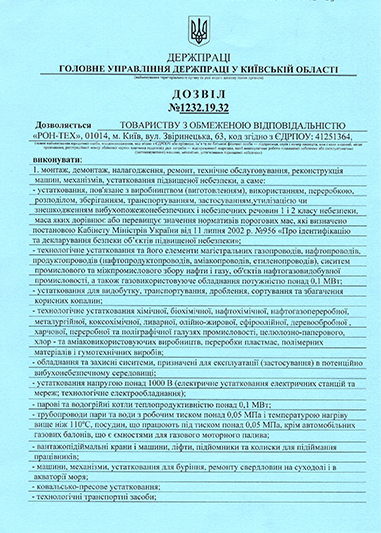 ДЕРЖПРАЦІ
ГОЛОВНЕ УПРАВЛІННЯ ДЕРЖПРАЦІ У КИЇВСЬКІЙ ОБЛАСТІ
ДОЗВІЛ
№1232.19.32
Дозволяється ТОВАРИСТВУ З ОБМЕЖЕНОЮ ВІДПОВІДАЛЬНІСТЮ
«РОН-ТЕХ», 01014, м. Київ, вул. Звіринецька, 63, код згідно з ЄДРПОУ: 41251364,
виконувати:
1. монтаж, демонтаж, налагодження, ремонт, технічне обслуговування, реконструкція
машин, механізмів, устатковання підвищеної небезпеки, а саме:
- устатковання, пов'язане з виробництвом (виготовленням), використанням, переробкою,
розподілом, зберіганням, транспортуванням, застосуванням,утилізацією чи
знешкодженням вибухопожежонебезпечних і небезпечних речовин 1 і 2 класу небезпеки,
маса яких дорівнює або перевищує значення нормативів порогових мас, які визначено
постановою Кабінету Міністрів України від 11 липня 2002 р. №956 «Про ідентифікацію
та декларування безпеки об'єктів підвищеної небезпеки»;
- технологічне устатковання та його елементи магістральних газопроводів, нафтопроводів,
продуктопроводів (нафтопродуктопроводів, аміакопроводів, етиленопроводів), систем
промислового та міжпромислового збору нафти і газу, об'єктів нафтогазовидобувної
промисловості, а також газовикористовуюче обладнання потужністю понад 0,1 МВт;
- устатковання для видобутку, транспортування, дроблення, сортування та збагачення
корисних копалин;
- технологічне устатковання хімічної, біохімічної, нафтохімічної, нафтогазопереробної,
металургійної, коксохімічної, ливарної, олійно-жирової, ефіроолійної, деревообробної ,
харчової, переробної та поліграфічної галузях промисловості, целюлозно-паперового,
хлор - та аміаковикористовуючих виробництв, переробки пластмас, полімерних
матеріалів і гумотехнічних виробів;
- обладнання та захисні системи, призначені для експлуатації (застосування) в потенційно
вибухонебезпечному середовищі;
- устатковання напругою понад 1000 В (електричне устатковання електричних станцій та
мереж; технологічне електрообладнання);
- парові та водогрійні котли теплопродуктивністю понад 0,1 МВт;
- трубопроводи пари та води з робочим тиском понад 0,05 МПа і температурою нагріву
вище ніж 110°С, посудин, що працюють під тиском понад 0,05 МПа, крім автомобільних
газових балонів, що є ємностями для газового моторного палива;
- вантажопідіймальні крани і машини, ліфти, підйомники та колиски для підіймання
працівників;
- машини, механізми, устатковання для буріння, ремонту свердловин на суходолі і в
акваторії моря;
- ковальсько-пресове устатковання;
- технологічні транспортні засоби;